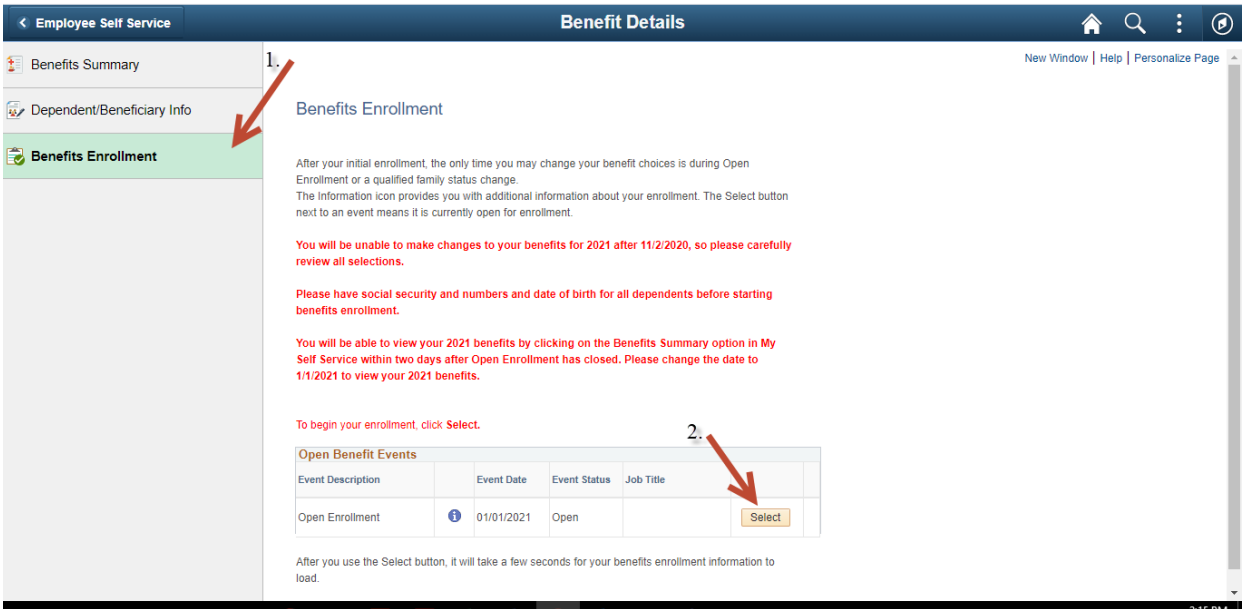 Employee Self Service
Benefit Details
Benefits Summary
Dependent/Beneficiary Info
Benefits Enrollment
1.
New Window | Help | Personalize Page
Benefits Enrollment
After your initial enrollment, the only time you may change your benefit choices is during Open
Enrollment or a qualified family status change.
The Information icon provides you with additional information about your enrollment. The Select button
next to an event means it is currently open for enrollment.
You will be unable to make changes to your benefits for 2021 after 11/2/2020, so please carefully
review all selections.
Please have social security and numbers and date of birth for all dependents before starting
benefits enrollment.
You will be able to view your 2021 benefits by clicking on the Benefits Summary option in My
Self Service within two days after Open Enrollment has closed. Please change the date to
1/1/2021 to view your 2021 benefits.
To begin your enrollment, click Select.
2.
Open Benefit Events
Event Description Event Date Event Status Job Title
Open Enrollment 01/01/2021 Open Select
After you use the Select button, it will take a few seconds for your benefits enrollment information to
load.